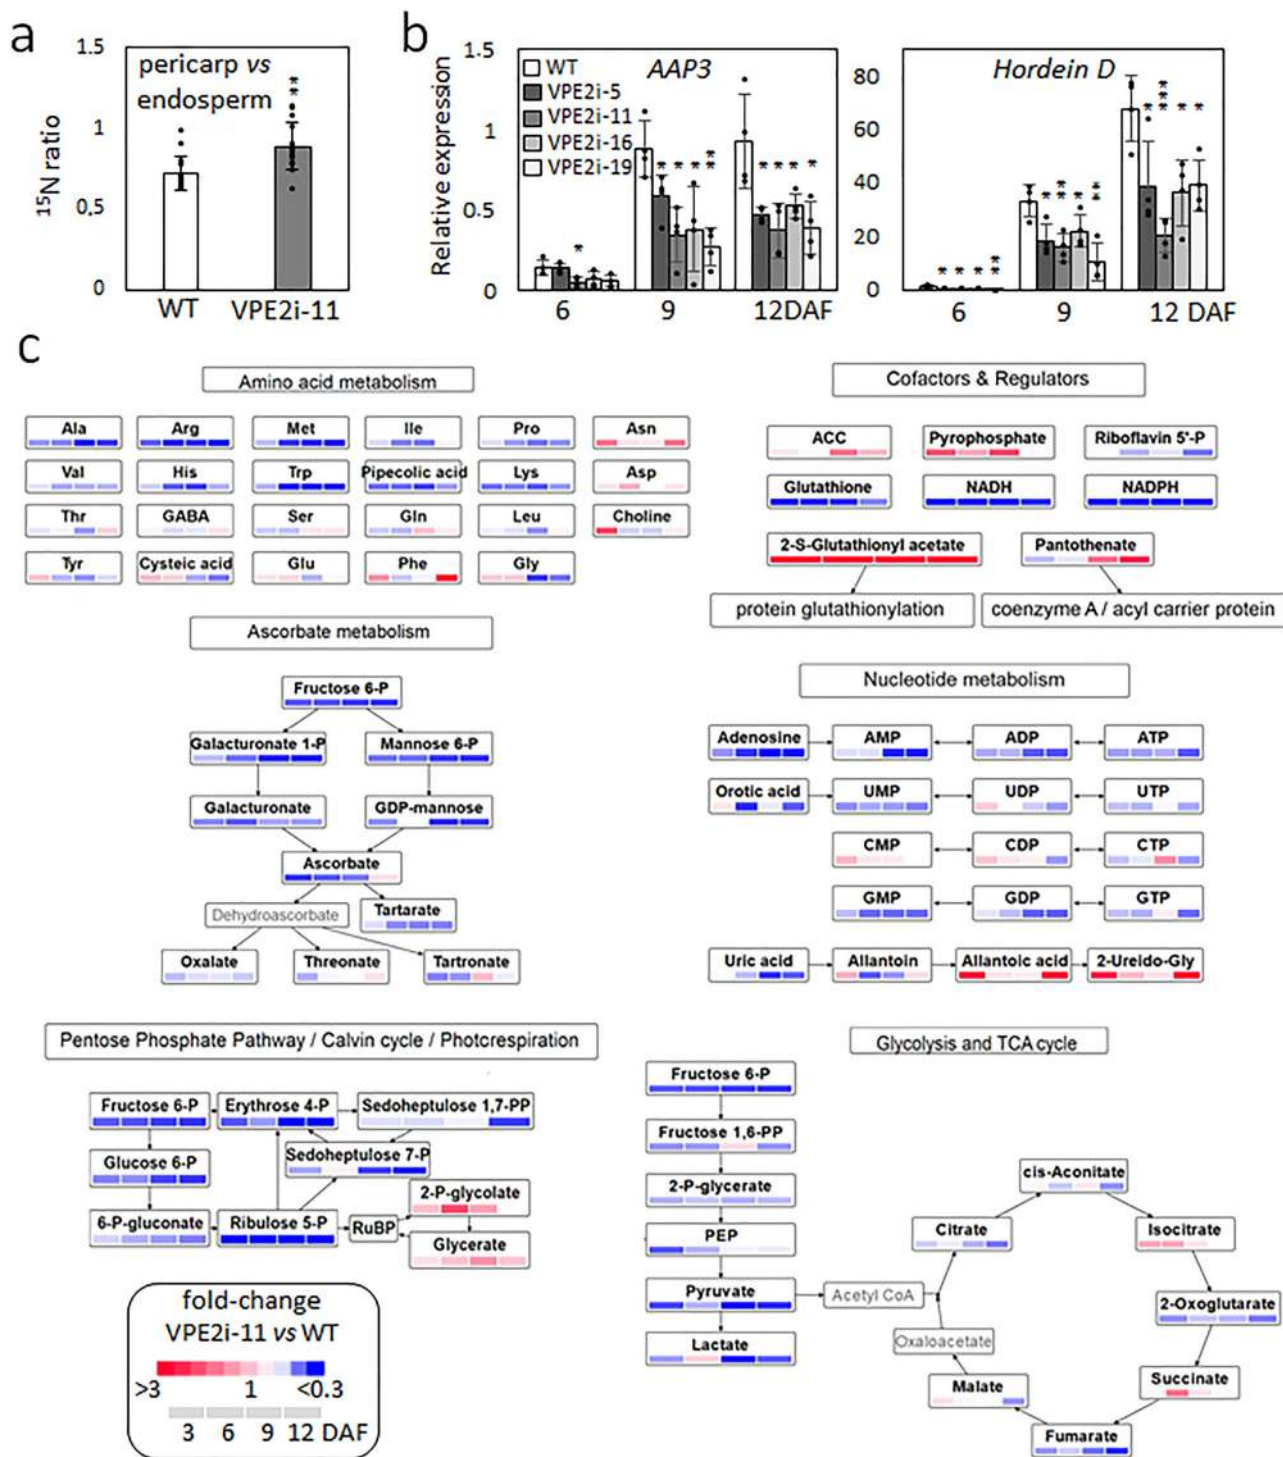 a
b
1.5
1
0,5
0
15N ratio
pericarp vs
endosperm
**
WT
VPE2i-11
Relative expression
1.5
1
0.5
0
WT
VPE2i-5
VPE2i-11
VPE2i-16
VPE2i-19
AAP3
*
* * * **
* * * *
6
9
12DAF
Hordein D
80
60
40
20
0
* * * **
* ** * **
* *** * *
6
9
12 DAF
c
Amino acid metabolism
Ala
Arg
Met
Ile
Pro
Asn
Val
His
Trp
Pipecolic acid
Lys
Asp
Thr
GABA
Ser
Gln
Leu
Choline
Tyr
Cysteic acid
Glu
Phe
Gly
Cofactors & Regulators
ACC
Pyrophosphate
Riboflavin 5'-P
Glutathione
NADH
NADPH
2-S-Glutathionyl acetate
Pantothenate
protein glutathionylation
coenzyme A / acyl carrier protein
Ascorbate metabolism
Fructose 6-P
Galacturonate 1-P
Mannose 6-P
Galacturonate
GDP-mannose
Ascorbate
Dehydroascorbate
Tartarate
Oxalate
Threonate
Tartronate
Nucleotide metabolism
Adenosine
AMP
ADP
ATP
Orotic acid
UMP
UDP
UTP
CMP
CDP
CTP
GMP
GDP
GTP
Uric acid
Allantoin
Allantoic acid
2-Ureido-Gly
Pentose Phosphate Pathway / Calvin cycle / Photcrespiration
Fructose 6-P
Erythrose 4-P
Sedoheptulose 1,7-PP
Glucose 6-P
Sedoheptulose 7-P
2-P-glycolate
6-P-gluconate
Ribulose 5-P
RuBP
Glycerate
fold-change
VPE2i-11 vs WT
>3
1
<0.3
3
6
9
12 DAF
Glycolysis and TCA cycle
Fructose 6-P
Fructose 1,6-PP
2-P-glycerate
PEP
Pyruvate
Lactate
Acetyl CoA
Oxaloacetate
Citrate
cis-Aconitate
Isocitrate
2-Oxoglutarate
Succinate
Fumarate
Malate